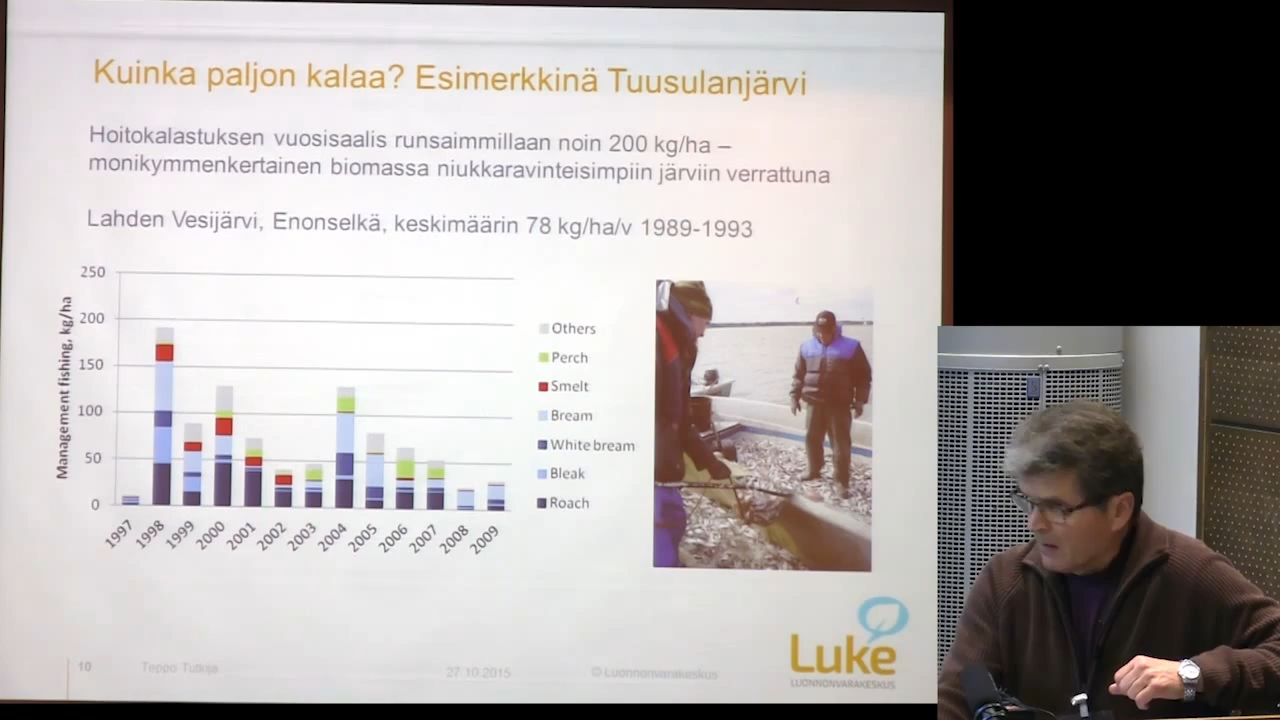 Kuinka paljon kalaa? Esimerkkinä Tuusulanjärvi
Hoitokalastuksen vuosisaalis runsaimmillaan noin 200 kg/ha –
monikymmenkertainen biomassa niukkaravinteisimpiin järviin verrattuna
Lahden Vesijärvi, Enonselkä, keskimäärin 78 kg/ha/v 1989-1993
Management fishing, kg/ha
250
200
150
100
50
0
1997
1998
1999
2000
2001
2002
2003
2004
2005
2006
2007
2008
2009
Others
Perch
Smelt
Bream
White bream
Bleak
Roach
10
Teppo Tutkija
27.10.2015
© Luonnonvarakeskus
Luke
LUONNONVARAKESKUS